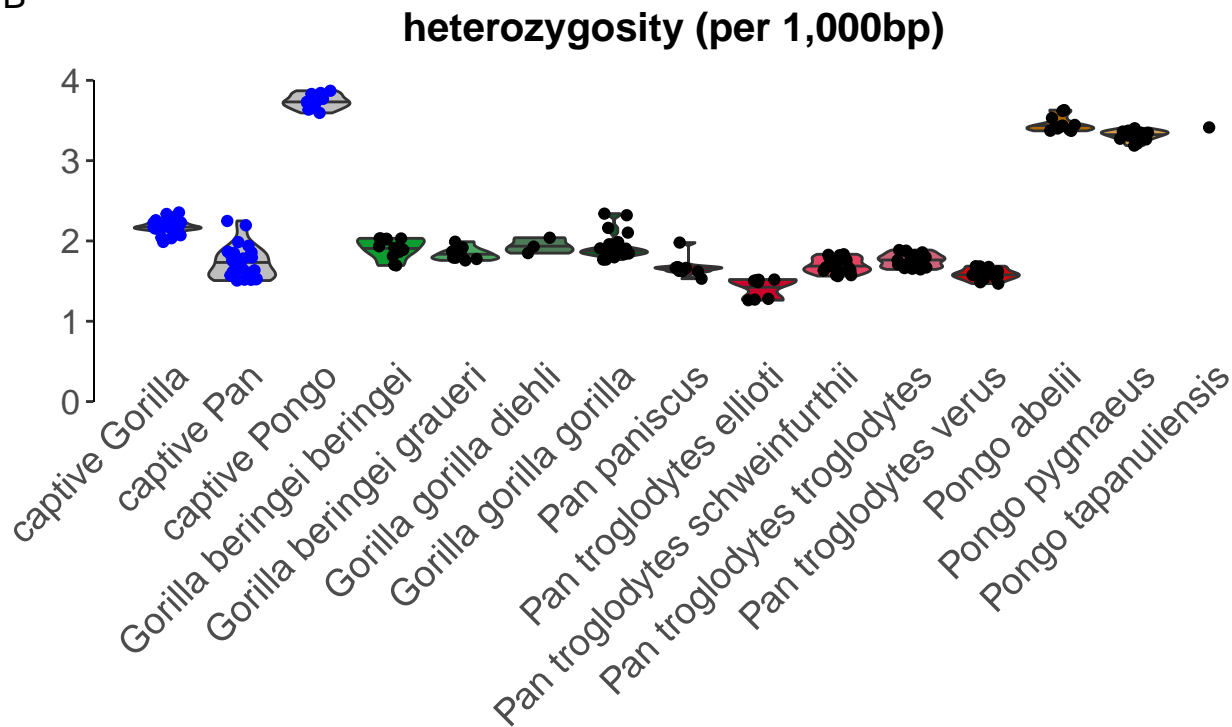 B
heterozygosity (per 1,000bp)
4
3
2
1
0
captive Gorilla
captive Pan
captive Pongo
Gorilla beringei beringei
Gorilla beringei graueri
Gorilla gorilla diehli
Gorilla gorilla gorilla
Pan paniscus
Pan troglodytes ellioti
Pan troglodytes schweinfurthii
Pan troglodytes troglodytes
Pan troglodytes verus
Pongo abelii
Pongo pygmaeus
Pongo tapanuliensis